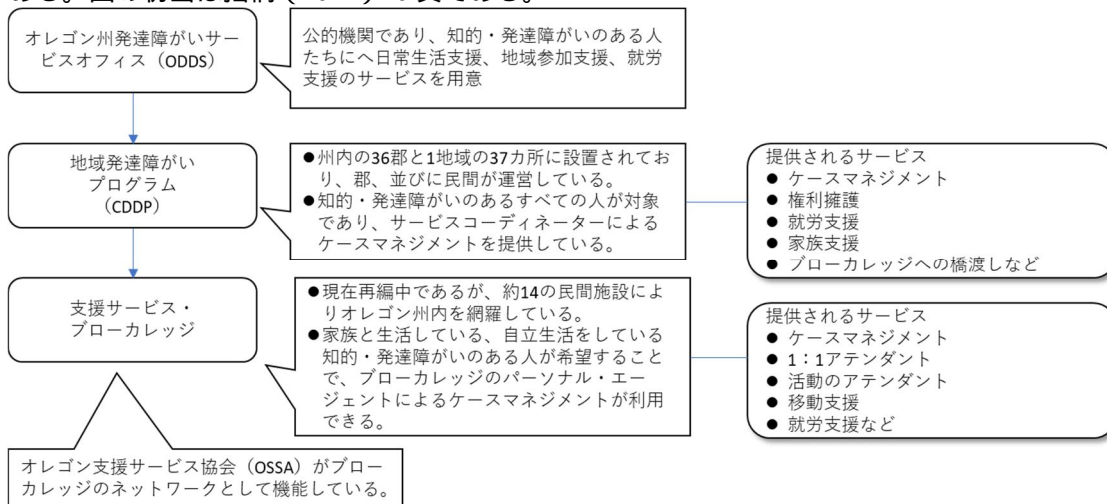 オレゴン州発達障がいサー
ビスオフィス（ODDS）
公的機関であり、知的・発達障がいのある人
たちにへ日常生活支援、地域参加支援、就労
支援のサービスを用意
地域発達障がい
プログラム
（CDDP）
●州内の36郡と1地域の37カ所に設置されてお
り、郡、並びに民間が運営している。
●知的・発達障がいのあるすべての人が対象
であり、サービスコーディネーターによる
ケースマネジメントを提供している。
提供されるサービス
● ケースマネジメント
● 権利擁護
● 就労支援
● 家族支援
● ブローカレッジへの橋渡しなど
支援サービス・
ブローカレッジ
●現在再編中であるが、約14の民間施設によ
りオレゴン州内を網羅している。
●家族と生活している、自立生活をしている
知的・発達障がいのある人が希望すること
で、ブローカレッジのパーソナル・エー
ジェントによるケースマネジメントが利用
できる。
提供されるサービス
● ケースマネジメント
● 1：1アテンダント
● 活動のアテンダント
● 移動支援
● 就労支援など
オレゴン支援サービス協会（OSSA）がブロー
カレッジのネットワークとして機能している。